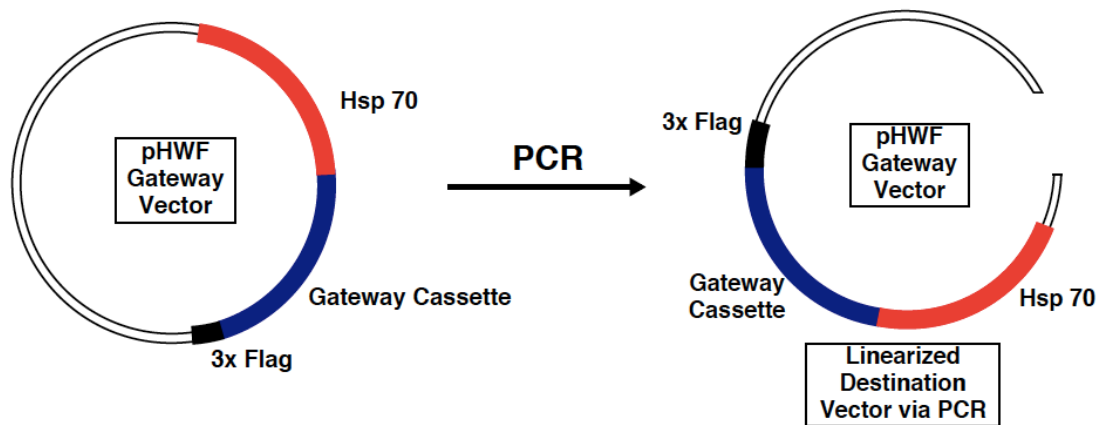 Hsp 70
pHWF
Gateway
Vector
Gateway Cassette
3x Flag
PCR
3x Flag
pHWF
Gateway
Vector
Gateway
Cassette
Hsp 70
Linearized
Destination
Vector via PCR